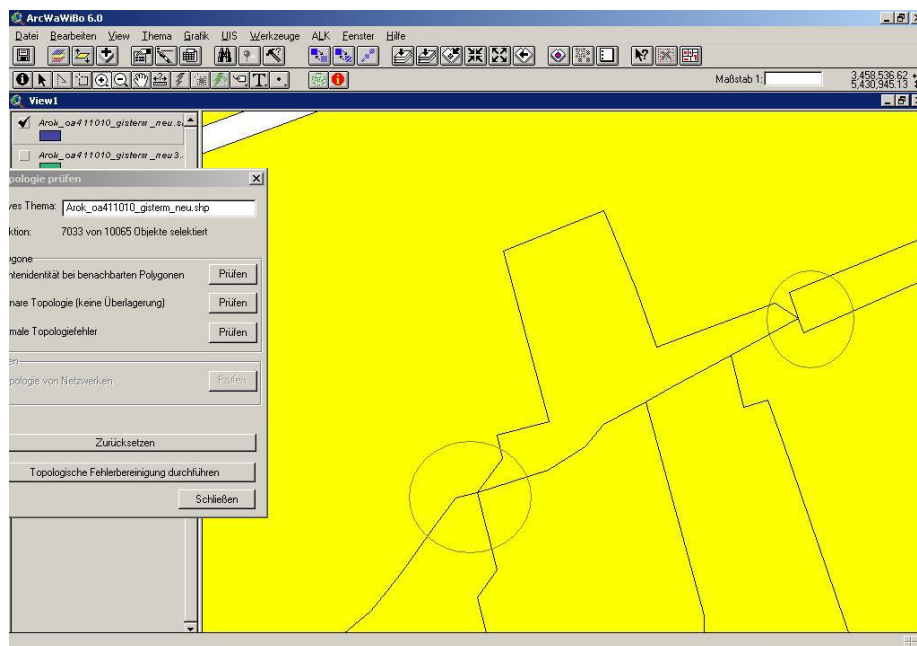 ArcWaWiBo 6.0
Datei Bearbeiten View Thema Grafik UIS Werkzeuge ALK Fenster Hilfe
Maßstab 1:
3,458,536.62
5,430,945.13
View1
Arok_oa411010_gisterm_neu.s
Arok_oa411010_gisterm_neu3.
pologie prüfen
ves Thema: Arok_oa411010_gisterm_neu.shp
ktion: 7033 von 10065 Objekte selektiert
ygone
ntenidentität bei benachbarten Polygonen Prüfen
nare Topologie (keine Überlagerung) Prüfen
male Topologiefehler Prüfen
en
pologie von Netzwerken Prüfen
Zurücksetzen
Topologische Fehlerbereinigung durchführen
Schließen